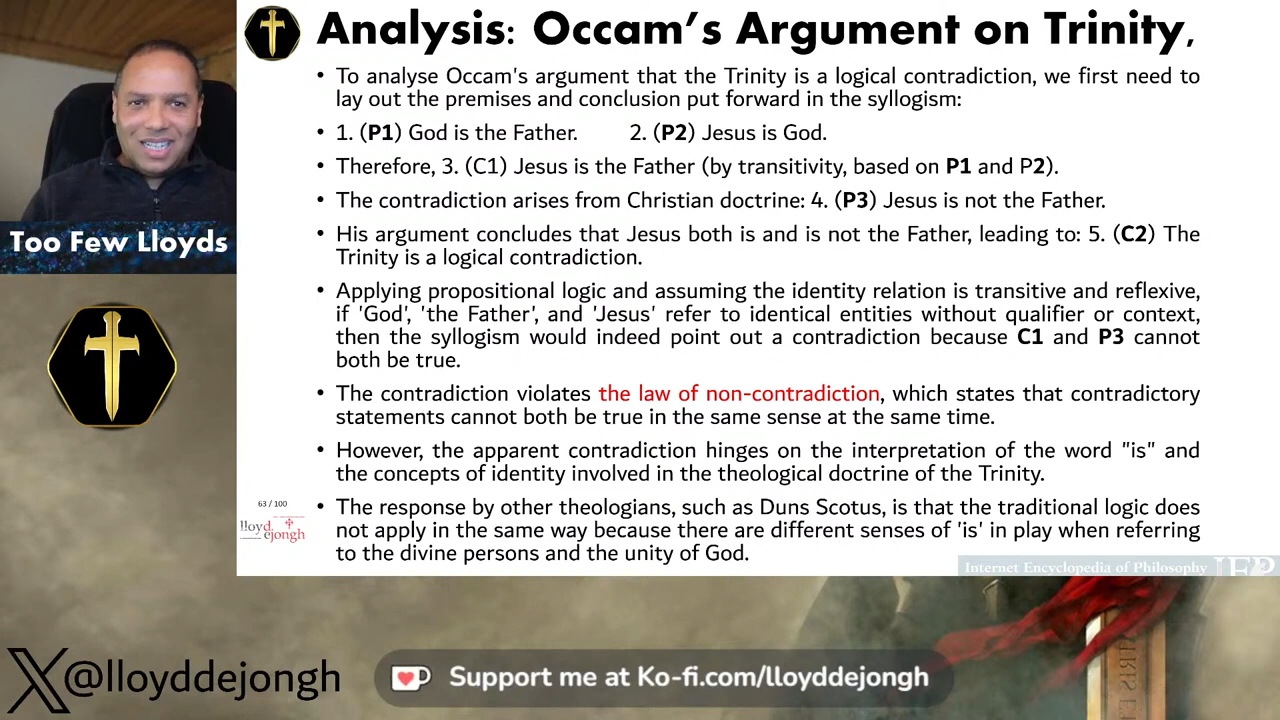 Analysis: Occam's Argument on Trinity,
• To analyse Occam's argument that the Trinity is a logical contradiction, we first need to
lay out the premises and conclusion put forward in the syllogism:
• 1. (P1) God is the Father. 2. (P2) Jesus is God.
• Therefore, 3. (C1) Jesus is the Father (by transitivity, based on P1 and P2).
• The contradiction arises from Christian doctrine: 4. (P3) Jesus is not the Father.
• His argument concludes that Jesus both is and is not the Father, leading to: 5. (C2) The
Trinity is a logical contradiction.
• Applying propositional logic and assuming the identity relation is transitive and reflexive,
if 'God', 'the Father', and 'Jesus' refer to identical entities without qualifier or context,
then the syllogism would indeed point out a contradiction because C1 and P3 cannot
both be true.
• The contradiction violates the law of non-contradiction, which states that contradictory
statements cannot both be true in the same sense at the same time.
• However, the apparent contradiction hinges on the interpretation of the word "is" and
the concepts of identity involved in the theological doctrine of the Trinity.
• The response by other theologians, such as Duns Scotus, is that the traditional logic does
not apply in the same way because there are different senses of 'is' in play when referring
to the divine persons and the unity of God.
Too Few Lloyds
63 / 100
lloyd
ejongh
Internet Encyclopedia of Philosophy IEP
X@lloyddejongh
Support me at Ko-fi.com/lloyddejongh